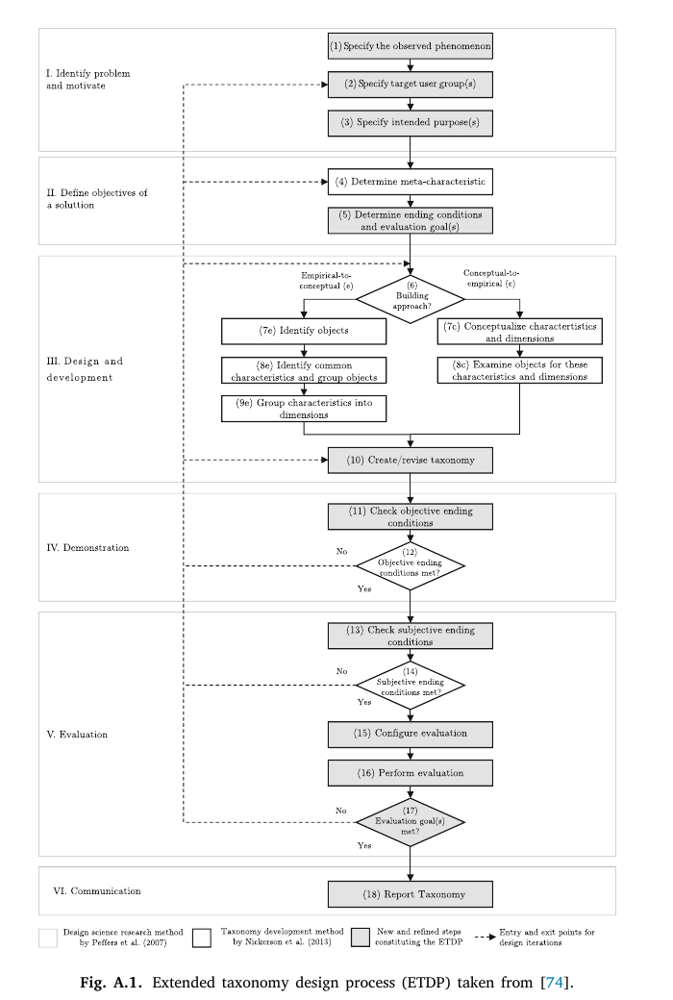 I. Identify problem
and motivate
(1) Specify the observed phenomenon
(2) Specify target user group(s)
(3) Specify intended purpose(s)
II. Define objectives of
a soluttion
(4) Determine meta-characteristic
(5) Determine ending conditions
and evaluation goal(s)
III. Design and
development
Empirical-to-
conceptual (e)
Conceptual-to-
empirical (c)
(6)
Building
approach?
(7e) Identify objects
(7c) Conceptualize charactertistics
and dimensions
(8e) Identify common
characteristics and group objects
(8c) Examine objects for these
characteristics and dimensions
(9e) Group characteristics into
dimensions
(10) Create/revise taxonomy
IV. Demonstration
(11) Check objective ending
conditions
No
(12)
Objective ending
conditions met?
Yes
V. Evaluation
(13) Check subjective ending
conditions
No
(14)
Subjective ending
conditions met?
Yes
(15) Configure evaluation
(16) Perform evaluation
No
(17)
Evaluation goal(s)
met?
Yes
VI. Communication
(18) Report Taxonomy
Design science research method
by Peffers et al. (2007)
Taxonomy development method
by Nickerson et al. (2013)
New and refined steps
constituting the ETDP
Entry and exit points for
design iterations
Fig. A.1. Extended taxonomy design process (ETDP) taken from [74].